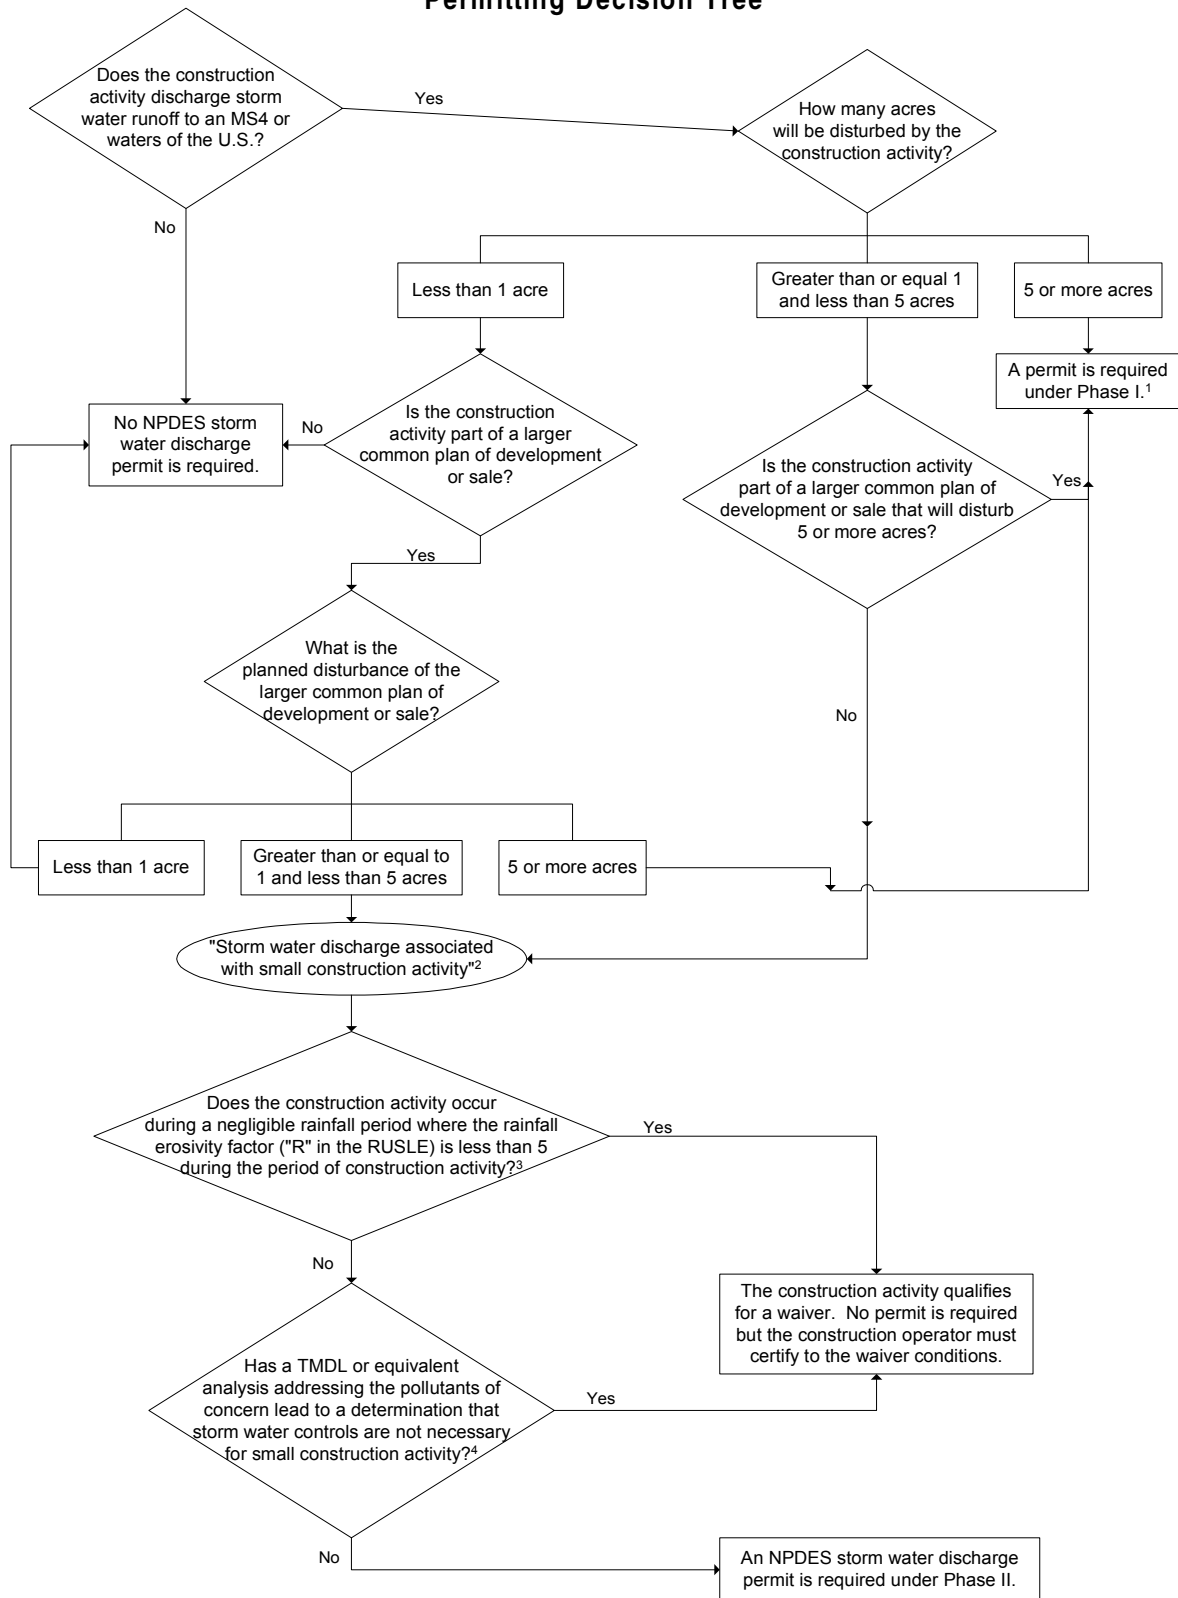 Permitting Decision Tree
Does the construction
activity discharge storm
water runoff to an MS4 or
waters of the U.S.?
Yes
How many acres
will be disturbed by the
construction activity?
No
Less than 1 acre
Greater than or equal 1
and less than 5 acres
5 or more acres
A permit is required
under Phase I.1
No NPDES storm
water discharge
permit is required.
No
Is the construction
activity part of a larger
common plan of development
or sale?
Is the construction activity
part of a larger common plan of
development or sale that will disturb
5 or more acres?
Yes
Yes
What is the
planned disturbance of the
larger common plan of
development or sale?
No
Less than 1 acre
Greater than or equal to
1 and less than 5 acres
5 or more acres
"Storm water discharge associated
with small construction activity"2
Does the construction activity occur
during a negligible rainfall period where the rainfall
erosivity factor ("R" in the RUSLE) is less than 5
during the period of construction activity?3
Yes
No
The construction activity qualifies
for a waiver.  No permit is required
but the construction operator must
certify to the waiver conditions.
Has a TMDL or equivalent
analysis addressing the pollutants of
concern lead to a determination that
storm water controls are not necessary
for small construction activity?4
Yes
No
An NPDES storm water discharge
permit is required under Phase II.